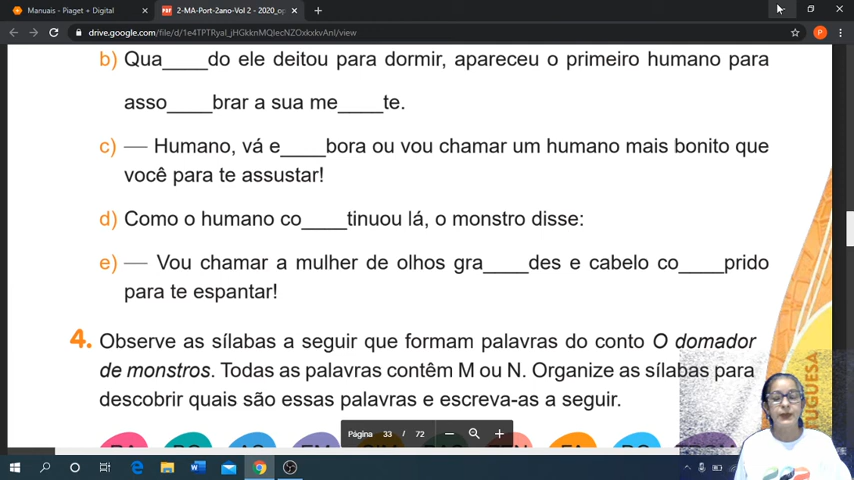 Manuais - Piaget + Digital
2-MA-Port-2ano-Vol 2 - 2020_op
drive.google.com/file/d/1e4TPTRyaI_jHGkknMQlecNZOxkxkvAnI/view
b) Qua____do ele deitou para dormir, apareceu o primeiro humano para
asso____brar a sua me____te.
c) — Humano, vá e____bora ou vou chamar um humano mais bonito que
você para te assustar!
d) Como o humano co____tinuou lá, o monstro disse:
e) — Vou chamar a mulher de olhos gra____des e cabelo co____prido
para te espantar!
4. Observe as sílabas a seguir que formam palavras do conto O domador
de monstros. Todas as palavras contêm M ou N. Organize as sílabas para
descobrir quais são essas palavras e escreva-as a seguir.
Página 33 / 72